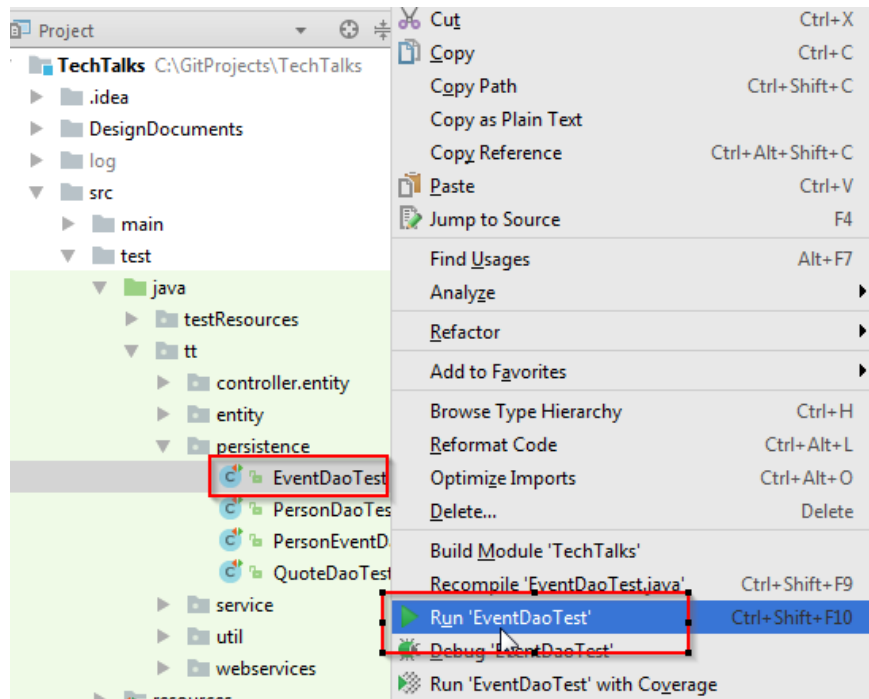 Project
TechTalks C:\GitProjects\TechTalks
.idea
DesignDocuments
log
src
main
test
java
testResources
tt
controller.entity
entity
persistence
EventDaoTest
PersonDaoTes
PersonEventD
QuoteDaoTest
service
util
webservices
Cut Ctrl+X
Copy Ctrl+C
Copy Path Ctrl+Shift+C
Copy as Plain Text
Copy Reference Ctrl+Alt+Shift+C
Paste Ctrl+V
Jump to Source F4
Find Usages Alt+F7
Analyze
Refactor
Add to Favorites
Browse Type Hierarchy Ctrl+H
Reformat Code Ctrl+Alt+L
Optimize Imports Ctrl+Alt+O
Delete... Delete
Build Module 'TechTalks'
Recompile 'EventDaoTest.java' Ctrl+Shift+F9
Run 'EventDaoTest' Ctrl+Shift+F10
Debug 'EventDaoTest'
Run 'EventDaoTest' with Coverage